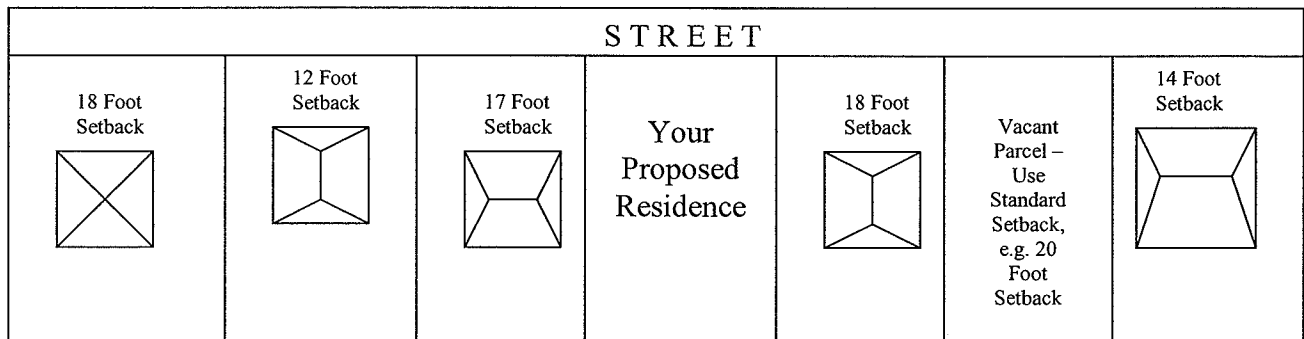 STREET
18 Foot
Setback
12 Foot
Setback
17 Foot
Setback
Your
Proposed
Residence
18 Foot
Setback
Vacant
Parcel –
Use
Standard
Setback,
e.g. 20
Foot
Setback
14 Foot
Setback